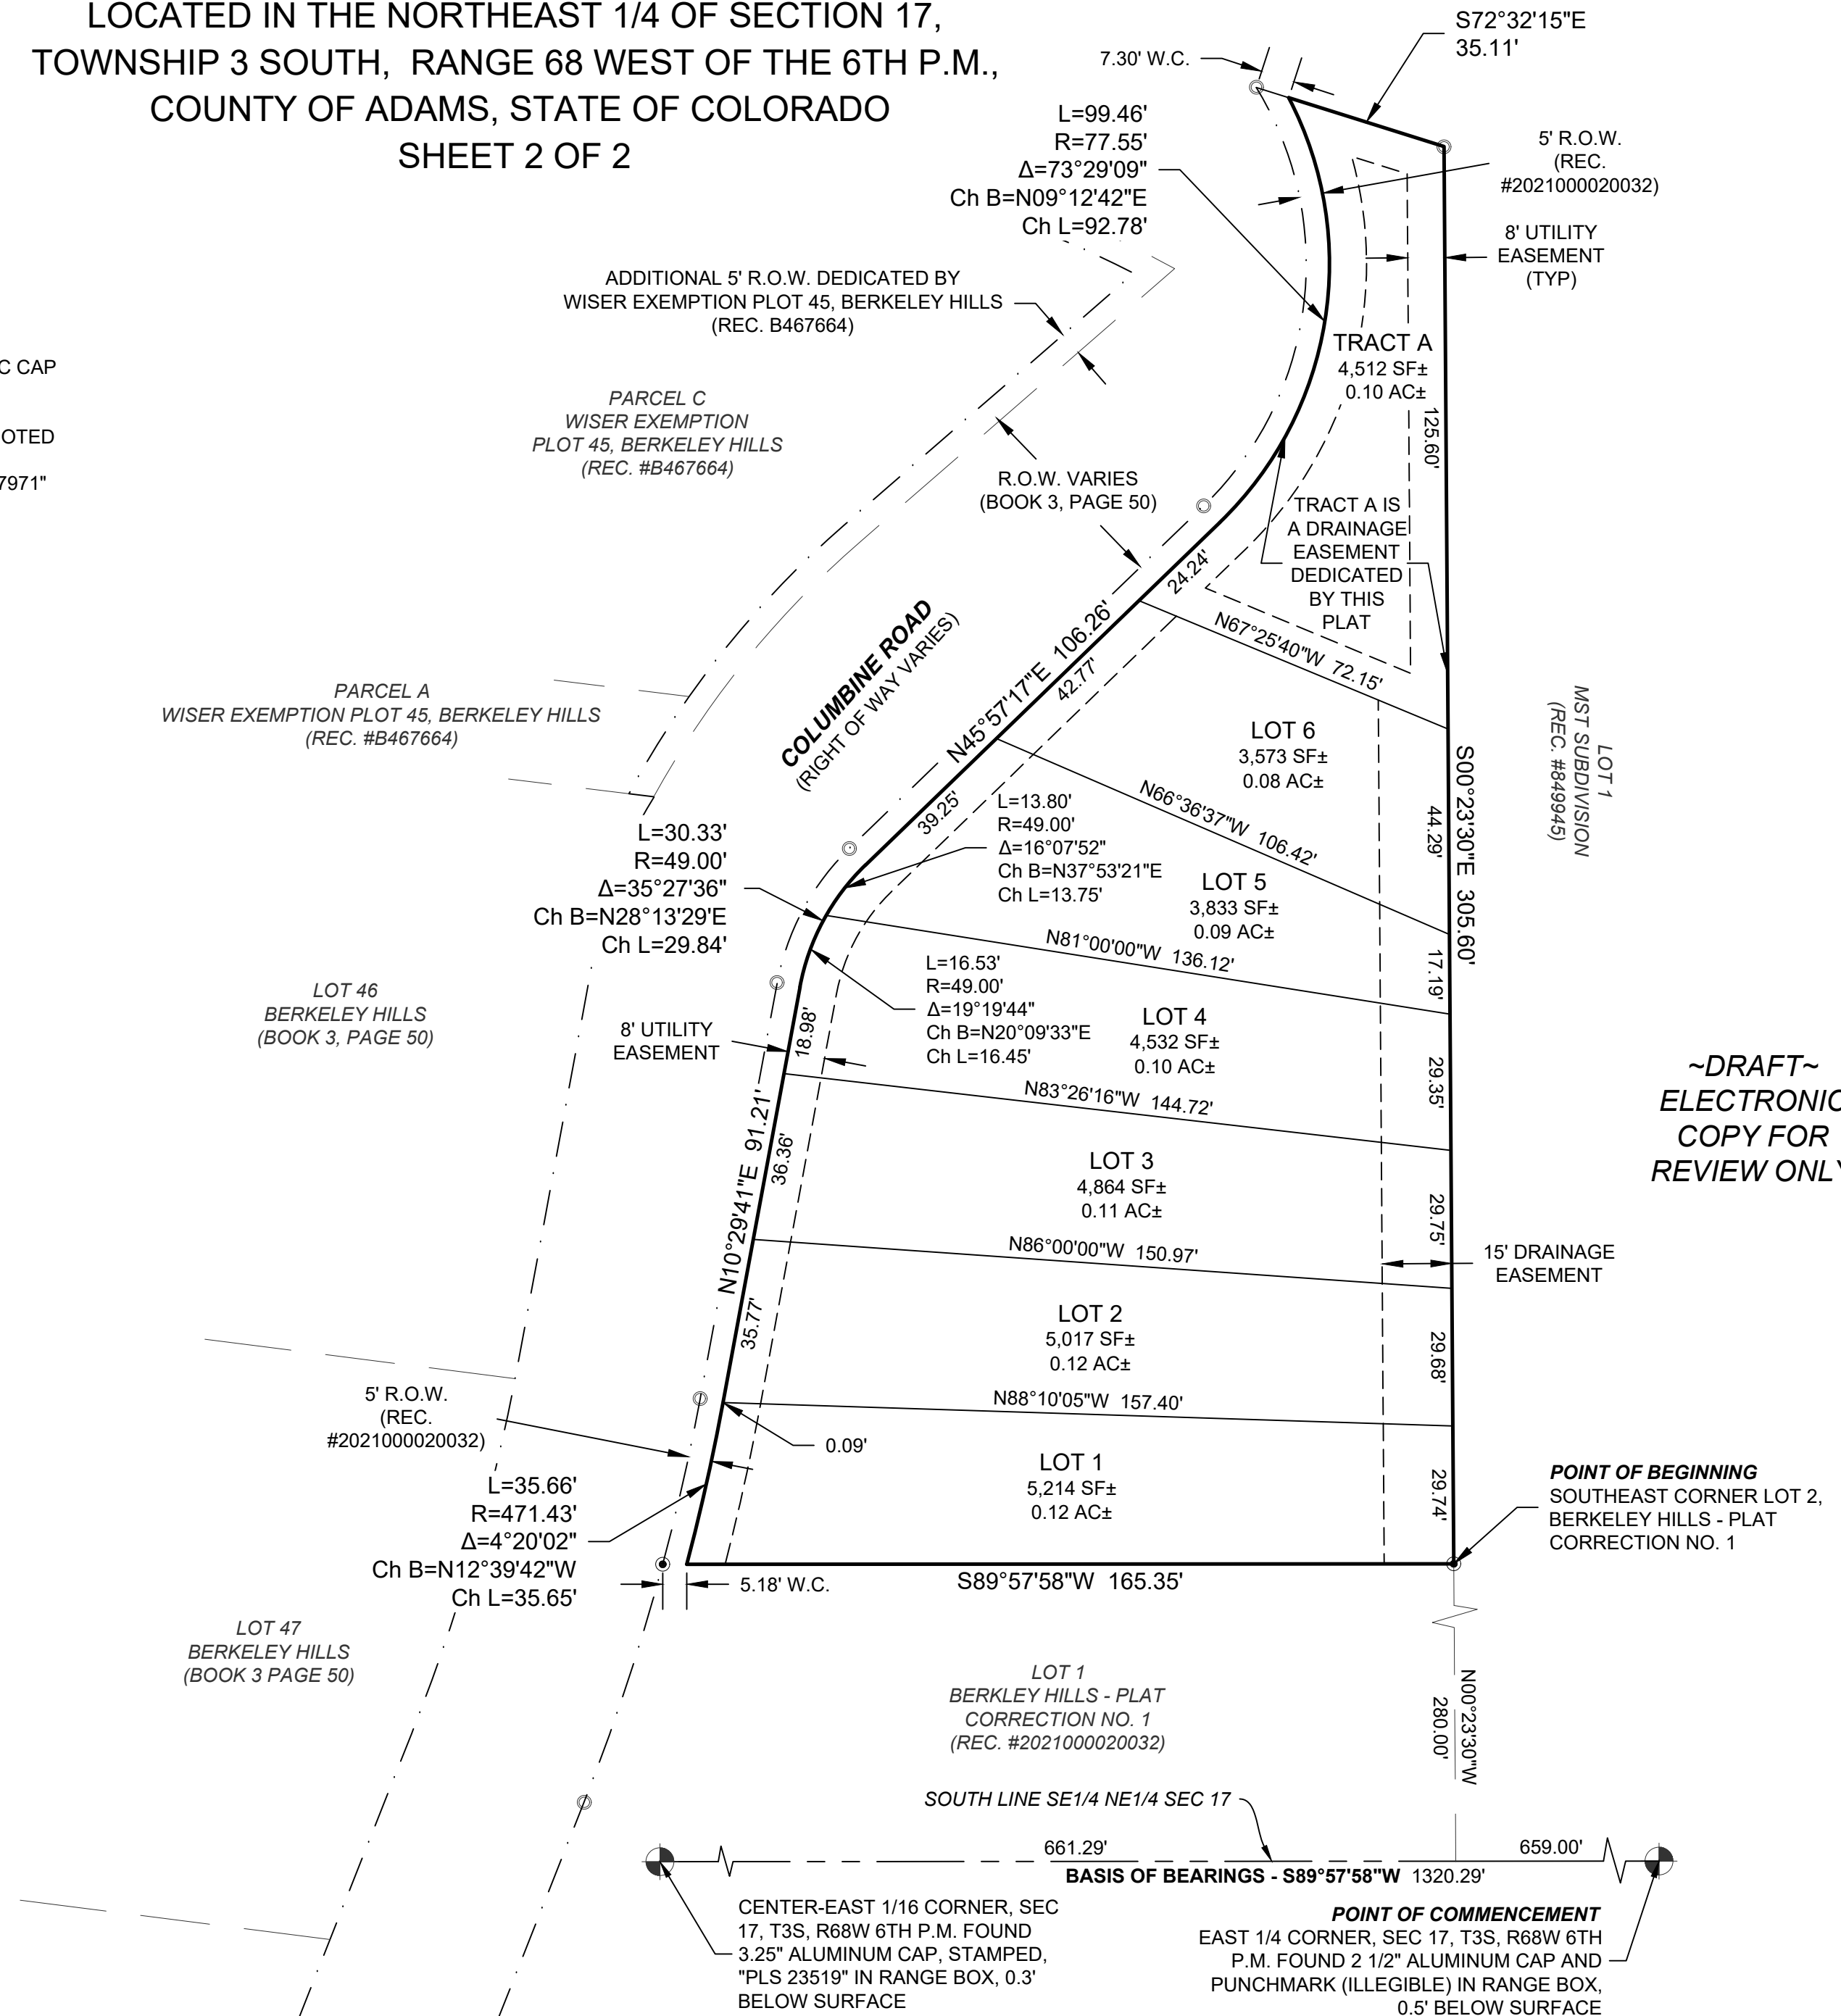 LOCATED IN THE NORTHEAST 1/4 OF SECTION 17,
TOWNSHIP 3 SOUTH, RANGE 68 WEST OF THE 6TH P.M.,
COUNTY OF ADAMS, STATE OF COLORADO
SHEET 2 OF 2
S72°32'15"E
35.11'
7.30' W.C.
L=99.46'
R=77.55'
Δ=73°29'09"
Ch B=N09°12'42"E
Ch L=92.78'
5' R.O.W.
(REC.
#2021000020032)
8' UTILITY
EASEMENT
(TYP)
ADDITIONAL 5' R.O.W. DEDICATED BY
WISER EXEMPTION PLOT 45, BERKELEY HILLS
(REC. B467664)
TRACT A
4,512 SF±
0.10 AC±
125.60'
C CAP
OTED
7971"
PARCEL C
WISER EXEMPTION
PLOT 45, BERKELEY HILLS
(REC. #B467664)
R.O.W. VARIES
(BOOK 3, PAGE 50)
TRACT A IS
A DRAINAGE
EASEMENT
DEDICATED
BY THIS
PLAT
24.24'
N67°25'40"W 72.15'
COLUMBINE ROAD
(RIGHT OF WAY VARIES)
N45°57'17"E 106.26'
42.77'
PARCEL A
WISER EXEMPTION PLOT 45, BERKELEY HILLS
(REC. #B467664)
LOT 1
MST SUBDIVISION
(REC. #849945)
LOT 6
3,573 SF±
0.08 AC±
S00°23'30"E 305.60'
44.29'
N66°36'37"W 106.42'
39.25'
L=13.80'
R=49.00'
Δ=16°07'52"
Ch B=N37°53'21"E
Ch L=13.75'
L=30.33'
R=49.00'
Δ=35°27'36"
Ch B=N28°13'29'E
Ch L=29.84'
LOT 5
3,833 SF±
0.09 AC±
N81°00'00"W 136.12'
17.19'
L=16.53'
R=49.00'
Δ=19°19'44"
Ch B=N20°09'33"E
Ch L=16.45'
LOT 46
BERKELEY HILLS
(BOOK 3, PAGE 50)
8' UTILITY
EASEMENT
18.98'
LOT 4
4,532 SF±
0.10 AC±
29.35'
N83°26'16"W 144.72'
~DRAFT~
ELECTRONIC
COPY FOR
REVIEW ONLY
N10°29'41"E 91.21'
36.36'
LOT 3
4,864 SF±
0.11 AC±
29.75'
N86°00'00"W 150.97'
15' DRAINAGE
EASEMENT
35.77'
LOT 2
5,017 SF±
0.12 AC±
29.68'
N88°10'05"W 157.40'
5' R.O.W.
(REC.
#2021000020032)
0.09'
LOT 1
5,214 SF±
0.12 AC±
29.74'
L=35.66'
R=471.43'
Δ=4°20'02"
Ch B=N12°39'42"W
Ch L=35.65'
POINT OF BEGINNING
SOUTHEAST CORNER LOT 2,
BERKELEY HILLS - PLAT
CORRECTION NO. 1
5.18' W.C.
S89°57'58"W 165.35'
LOT 47
BERKELEY HILLS
(BOOK 3 PAGE 50)
LOT 1
BERKLEY HILLS - PLAT
CORRECTION NO. 1
(REC. #2021000020032)
N00°23'30"W
280.00'
SOUTH LINE SE1/4 NE1/4 SEC 17
661.29'
659.00'
BASIS OF BEARINGS - S89°57'58"W 1320.29'
CENTER-EAST 1/16 CORNER, SEC
17, T3S, R68W 6TH P.M. FOUND
3.25" ALUMINUM CAP, STAMPED,
"PLS 23519" IN RANGE BOX, 0.3'
BELOW SURFACE
POINT OF COMMENCEMENT
EAST 1/4 CORNER, SEC 17, T3S, R68W 6TH
P.M. FOUND 2 1/2" ALUMINUM CAP AND
PUNCHMARK (ILLEGIBLE) IN RANGE BOX,
0.5' BELOW SURFACE